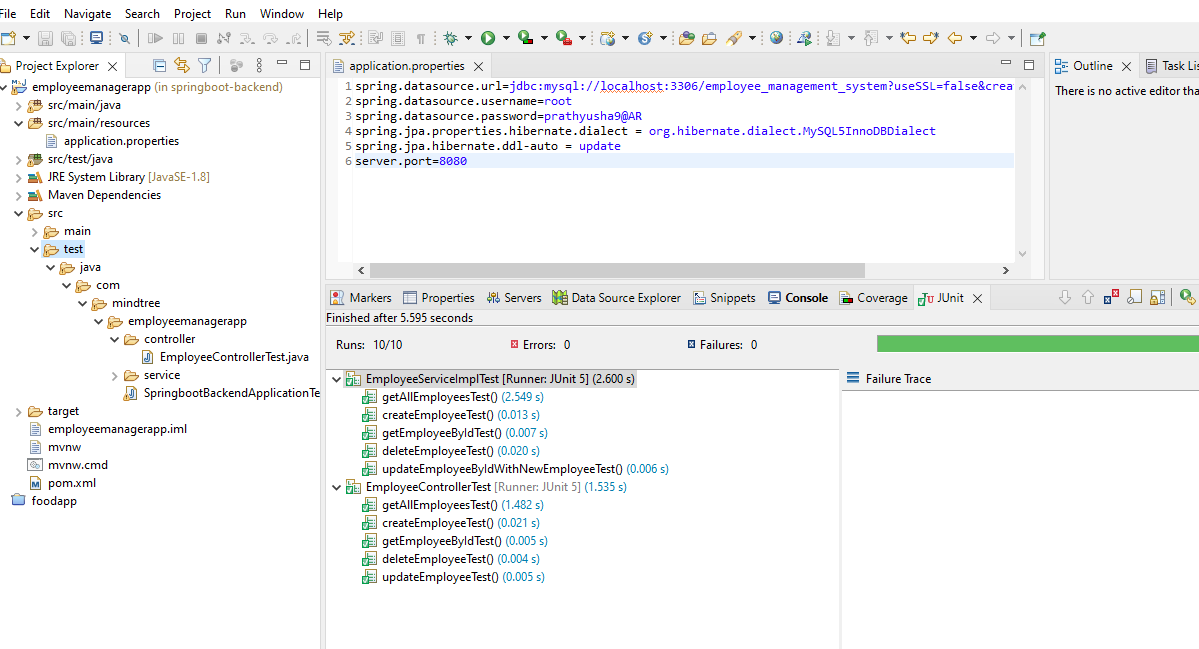 File Edit Navigate Search Project Run Window Help
Project Explorer
employeemanagerapp (in springboot-backend)
src/main/java
src/main/resources
application.properties
src/test/java
JRE System Library [JavaSE-1.8]
Maven Dependencies
src
main
test
java
com
mindtree
employeemanagerapp
controller
EmployeeControllerTest.java
service
SpringbootBackendApplicationTe
target
employeemanagerapp.iml
mvnw
mvnw.cmd
pom.xml
foodapp
application.properties
1 spring.datasource.url=jdbc:mysql://localhost:3306/employee_management_system?useSSL=false&crea
2 spring.datasource.username=root
3 spring.datasource.password=prathyusha9@AR
4 spring.jpa.properties.hibernate.dialect = org.hibernate.dialect.MySQL5InnoDBDialect
5 spring.jpa.hibernate.ddl-auto = update
6 server.port=8080
Outline Task Lis
There is no active editor tha
Markers Properties Servers Data Source Explorer Snippets Console Coverage JUnit
Finished after 5.595 seconds
Runs: 10/10 Errors: 0 Failures: 0
EmployeeServiceImplTest [Runner: JUnit 5] (2.600 s)
getAllEmployeesTest() (2.549 s)
createEmployeeTest() (0.013 s)
getEmployeeByIdTest() (0.007 s)
deleteEmployeeTest() (0.020 s)
updateEmployeeByIdWithNewEmployeeTest() (0.006 s)
EmployeeControllerTest [Runner: JUnit 5] (1.535 s)
getAllEmployeesTest() (1.482 s)
createEmployeeTest() (0.021 s)
getEmployeeByIdTest() (0.005 s)
deleteEmployeeTest() (0.004 s)
updateEmployeeTest() (0.005 s)
Failure Trace